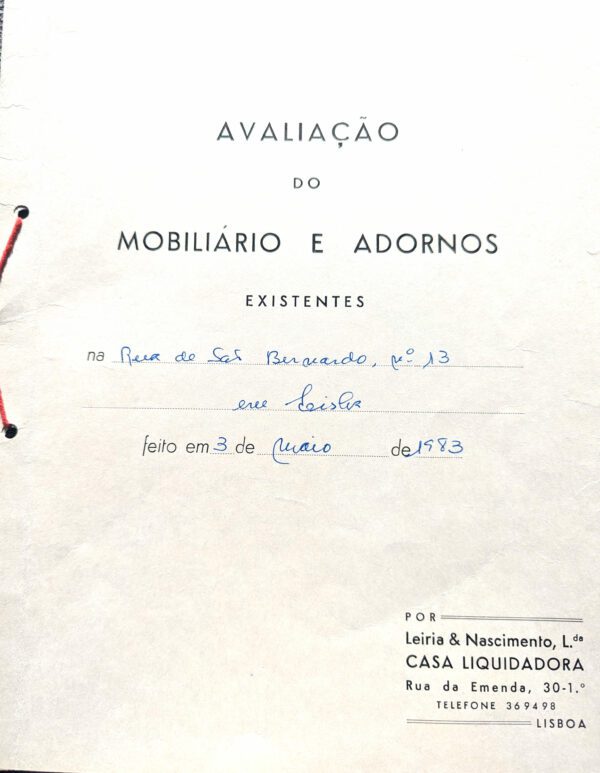 AVALIAÇÃO
DO
MOBILIÁRIO E ADORNOS
EXISTENTES
na Rua de São Bernardo, nº 13
em Lisboa
feito em 3 de Maio de 1983
POR
Leiria & Nascimento, L.da
CASA LIQUIDADORA
Rua da Emenda, 30-1.º
TELEFONE 369498
LISBOA